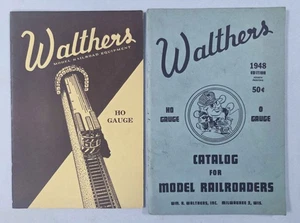 Walthers
MODEL RAILROAD EQUIPMENT
HO
GAUGE
Walthers
1948
EDITION
50¢
HO
GAUGE
O
GAUGE
CATALOG
FOR
MODEL RAILROADERS
WM. K. WALTHERS, INC. MILWAUKEE 2, WIS.